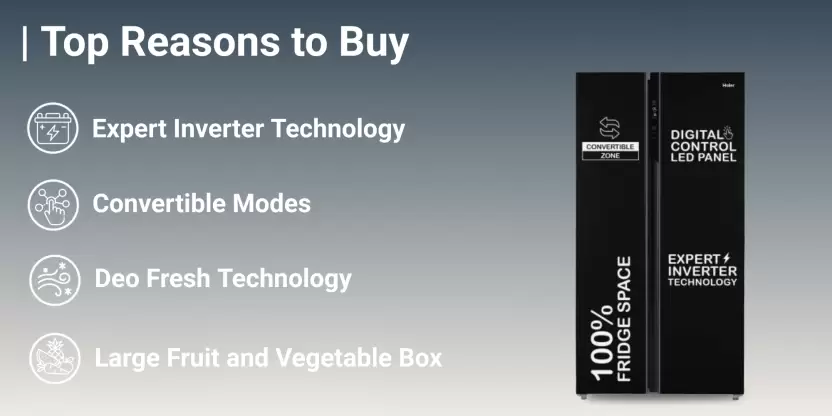 | Top Reasons to Buy
Expert Inverter Technology
Convertible Modes
Deo Fresh Technology
Large Fruit and Vegetable Box
Haier
CONVERTIBLE
ZONE
100%
FRIDGE SPACE
DIGITAL
CONTROL
LED PANEL
EXPERT
INVERTER
TECHNOLOGY